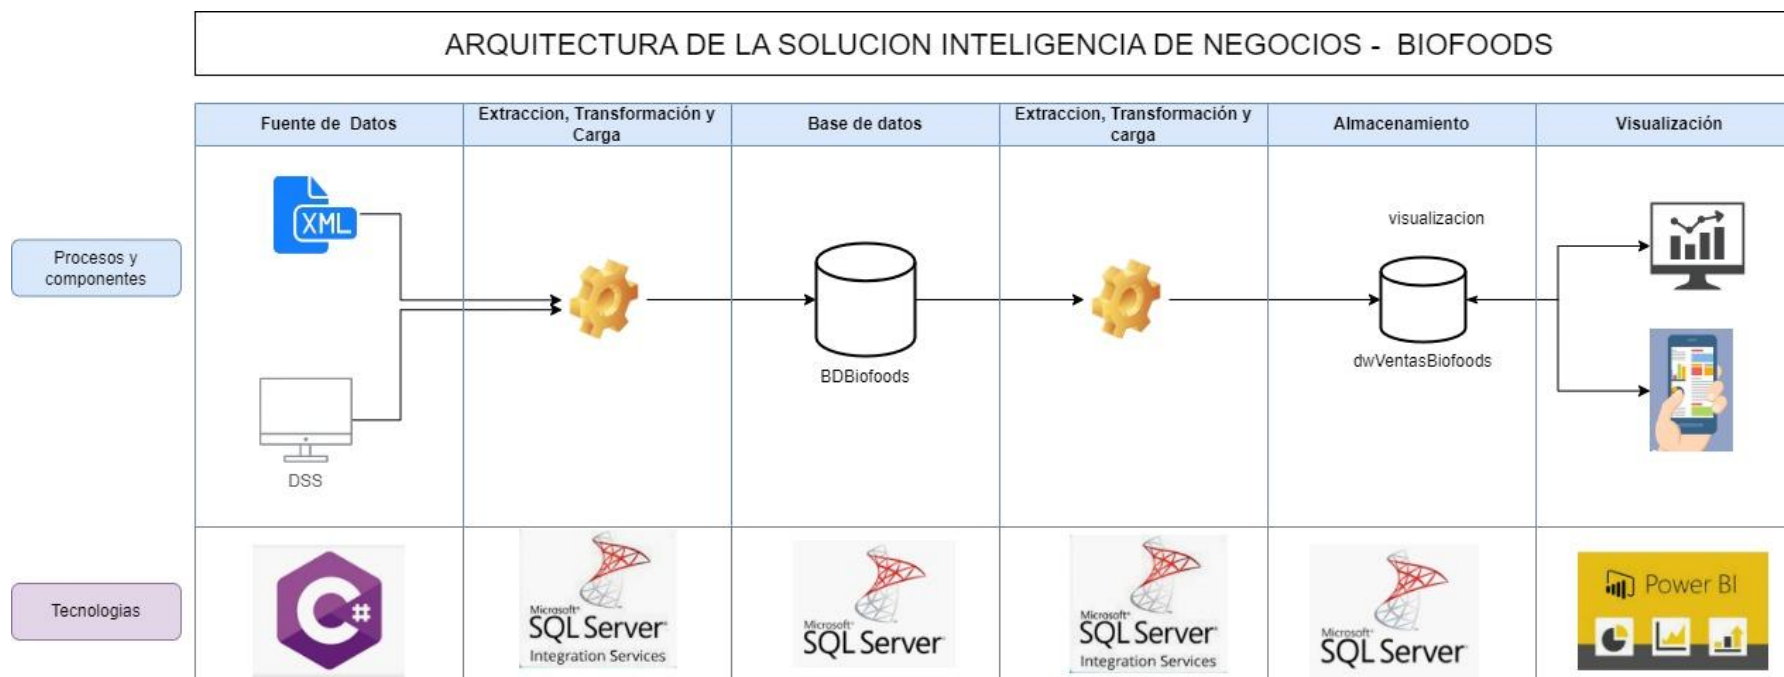 ARQUITECTURA DE LA SOLUCION INTELIGENCIA DE NEGOCIOS - BIOFOODS
Fuente de Datos
Extraccion, Transformación y
Carga
Base de datos
Extraccion, Transformación y
carga
Almacenamiento
Visualización
Procesos y
componentes
XML
DSS
BDBiofoods
visualizacion
dwVentasBiofoods
Tecnologias
C#
Microsoft®
SQL Server®
Integration Services
Microsoft®
SQL Server®
Microsoft®
SQL Server®
Integration Services
Microsoft®
SQL Server®
Power BI